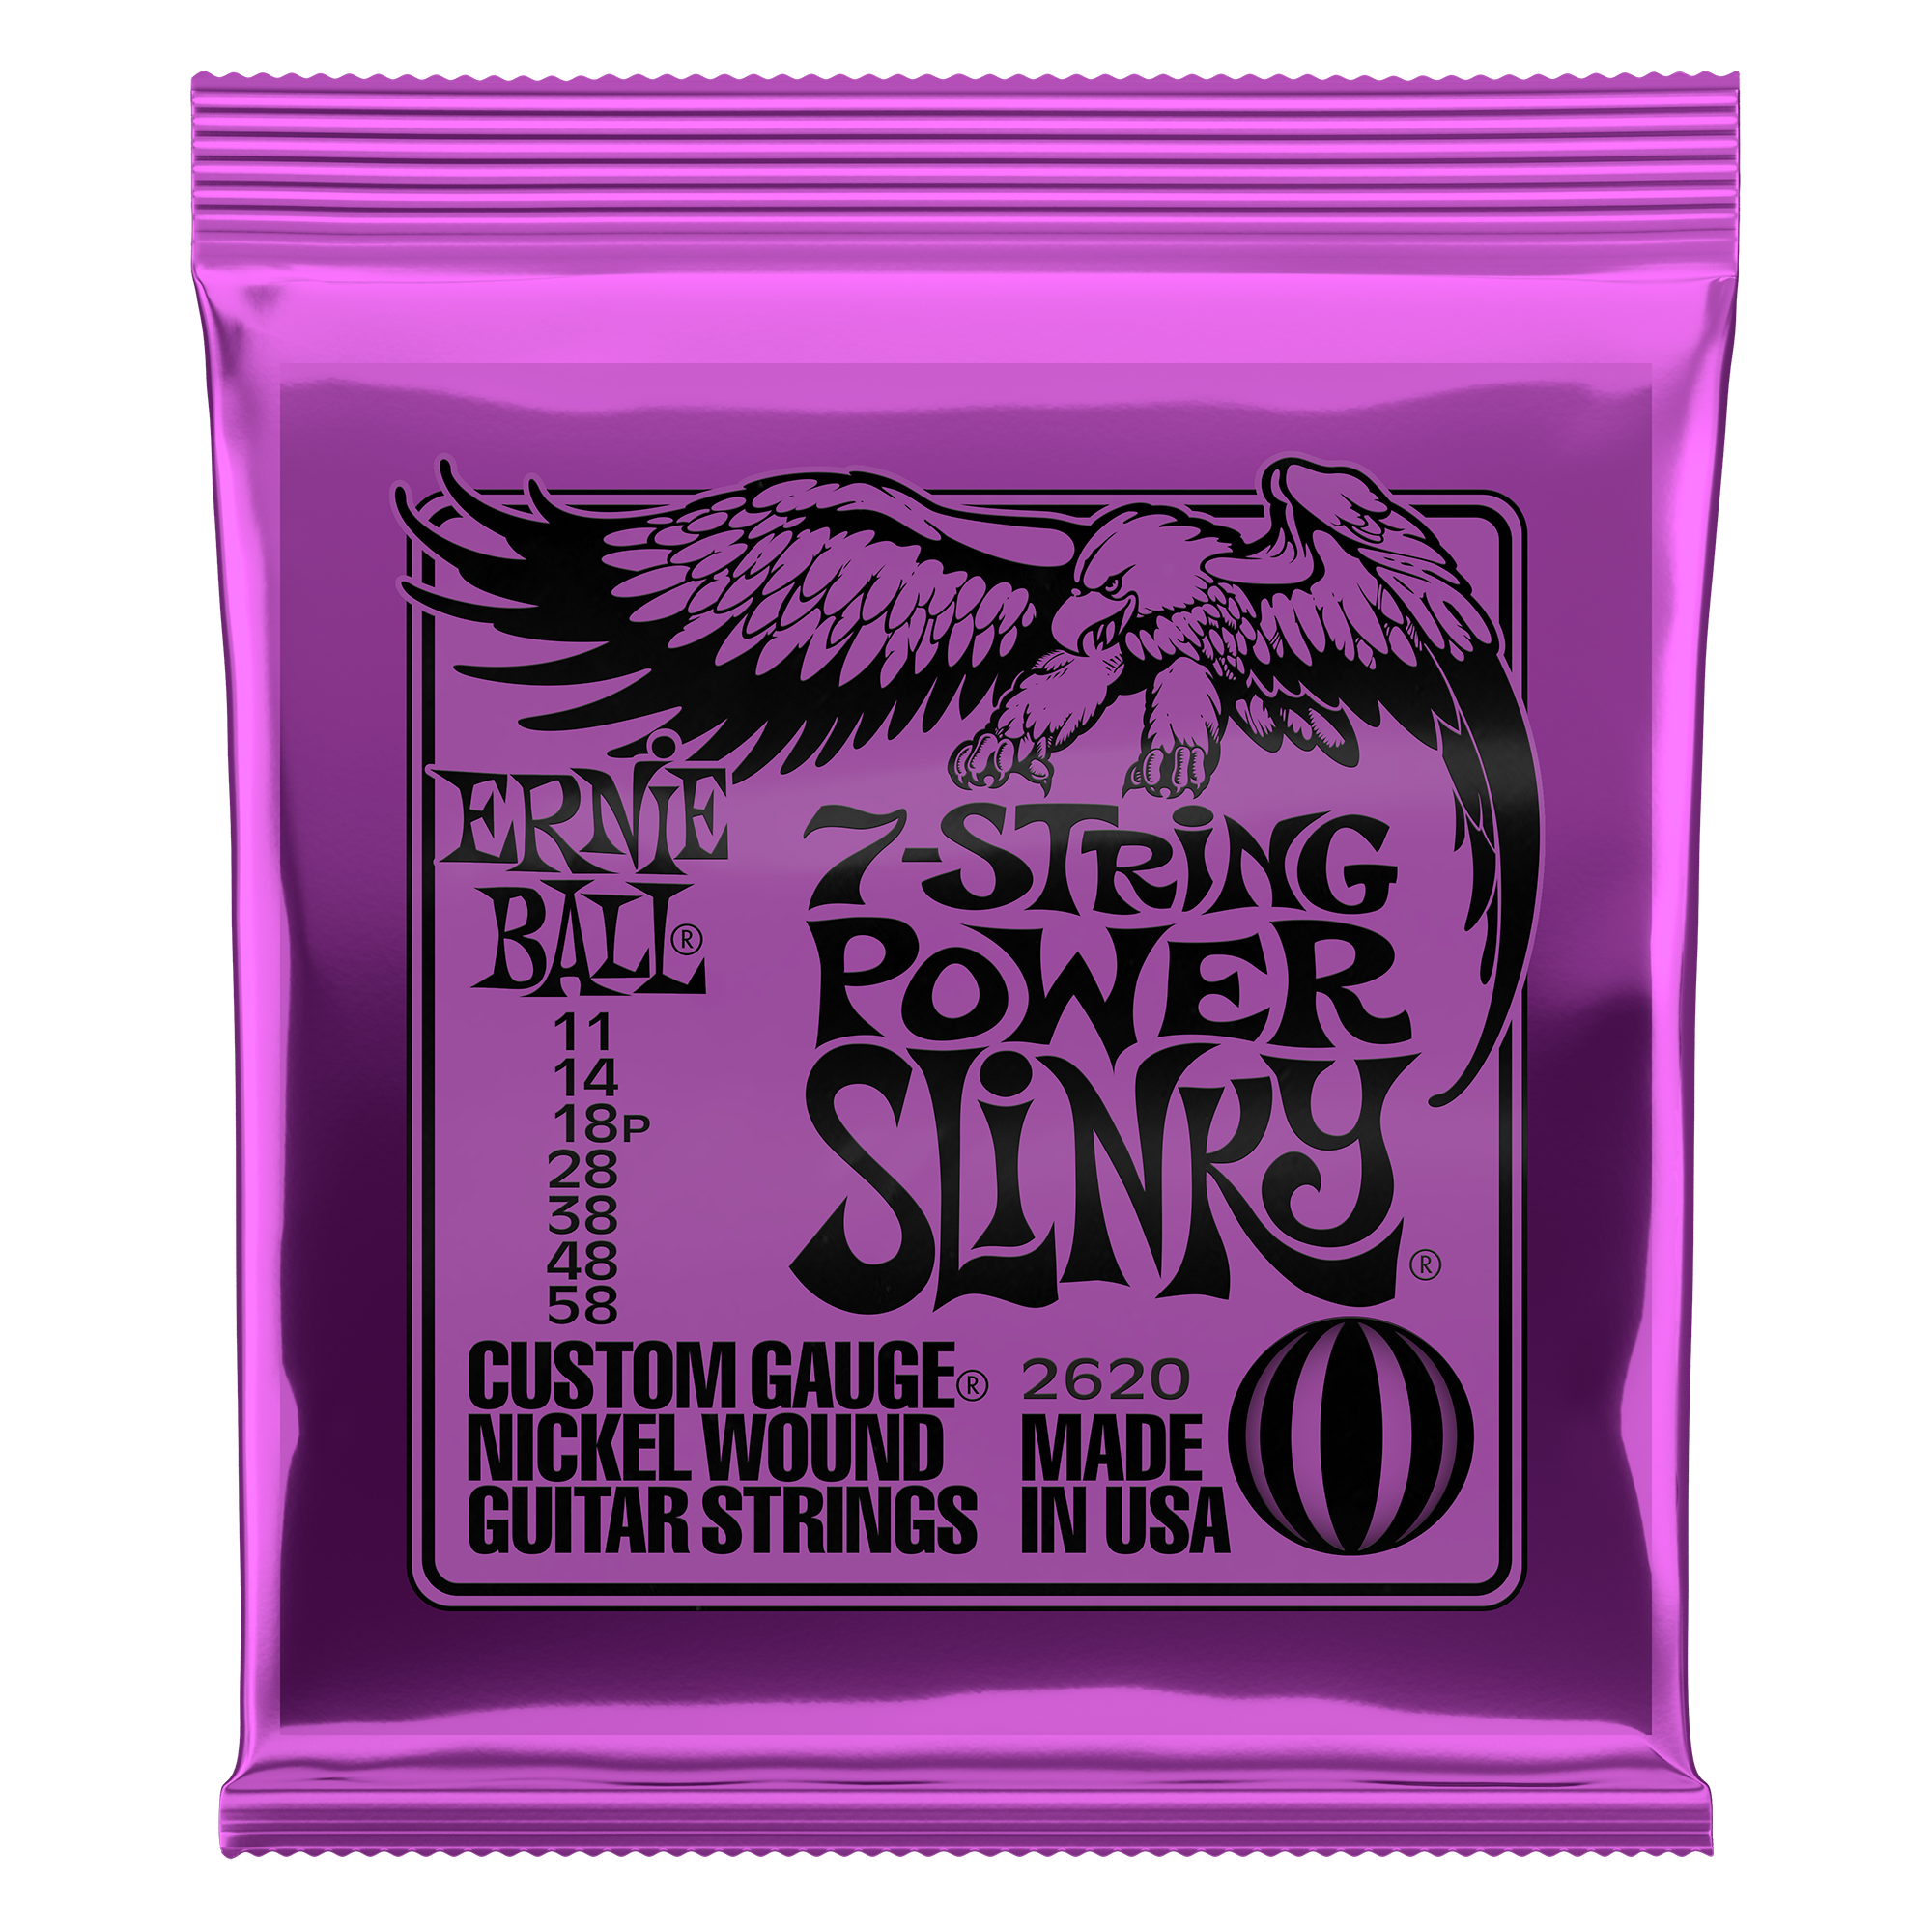 ERNiE
BALL®
11
14
18P
28
38
48
58
7-STRiNG
POWER
SLiNKY®
CUSTOM GAUGE®
NICKEL WOUND
GUITAR STRINGS
2620
MADE
IN USA